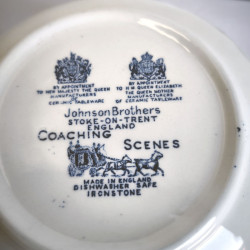 BY APPOINTMENT
TO HER MAJESTY THE QUEEN
MANUFACTURERS
OF
CERAMIC TABLEWARE
BY APPOINTMENT
TO H M QUEEN ELIZABETH
THE QUEEN MOTHER
MANUFACTURERS
OF CERAMIC TABLEWARE
Johnson Brothers
STOKE-ON-TRENT
ENGLAND
COACHING SCENES
MADE IN ENGLAND
DISHWASHER SAFE
IRONSTONE